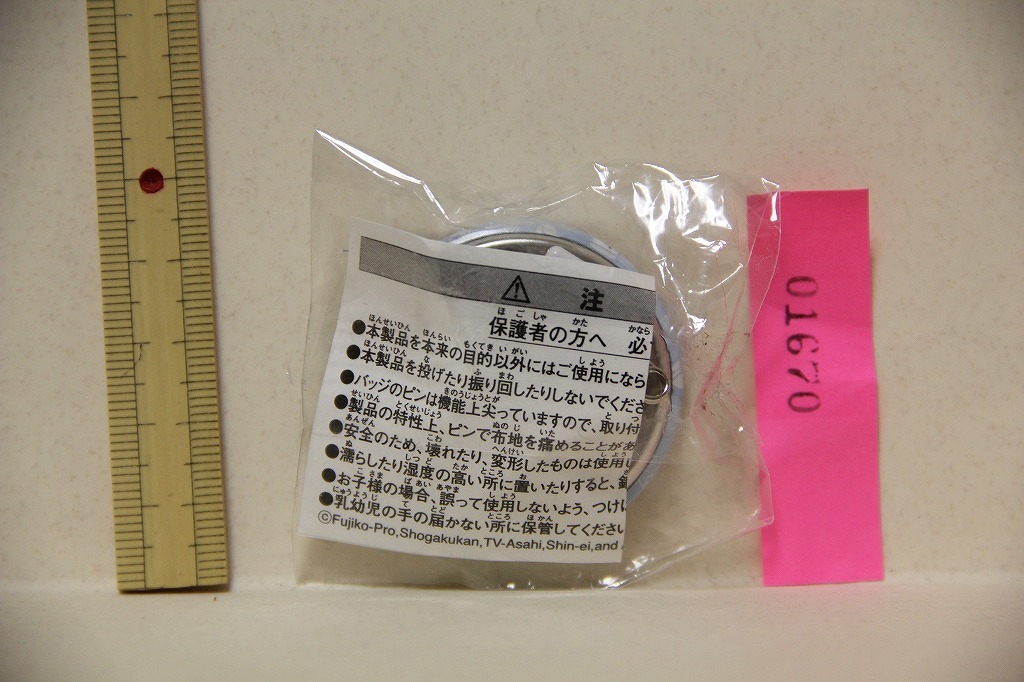 注
保護者の方へ 必
●本製品を本来の目的以外にはご使用になら
●本製品を投げたり振り回したりしないでくださ
●バッジのピンは機能上尖っていますので、取り付
●製品の特性上、ピンで布地を痛めることがあ
●安全のため、壊れたり、変形したものは使用し
●濡らしたり湿度の高い所に置いたりすると、錆
●お子様の場合、誤って使用しないよう、つけ
●乳幼児の手の届かない所に保管してください
©Fujiko-Pro,Shogakukan,TV-Asahi,Shin-ei,and
01670